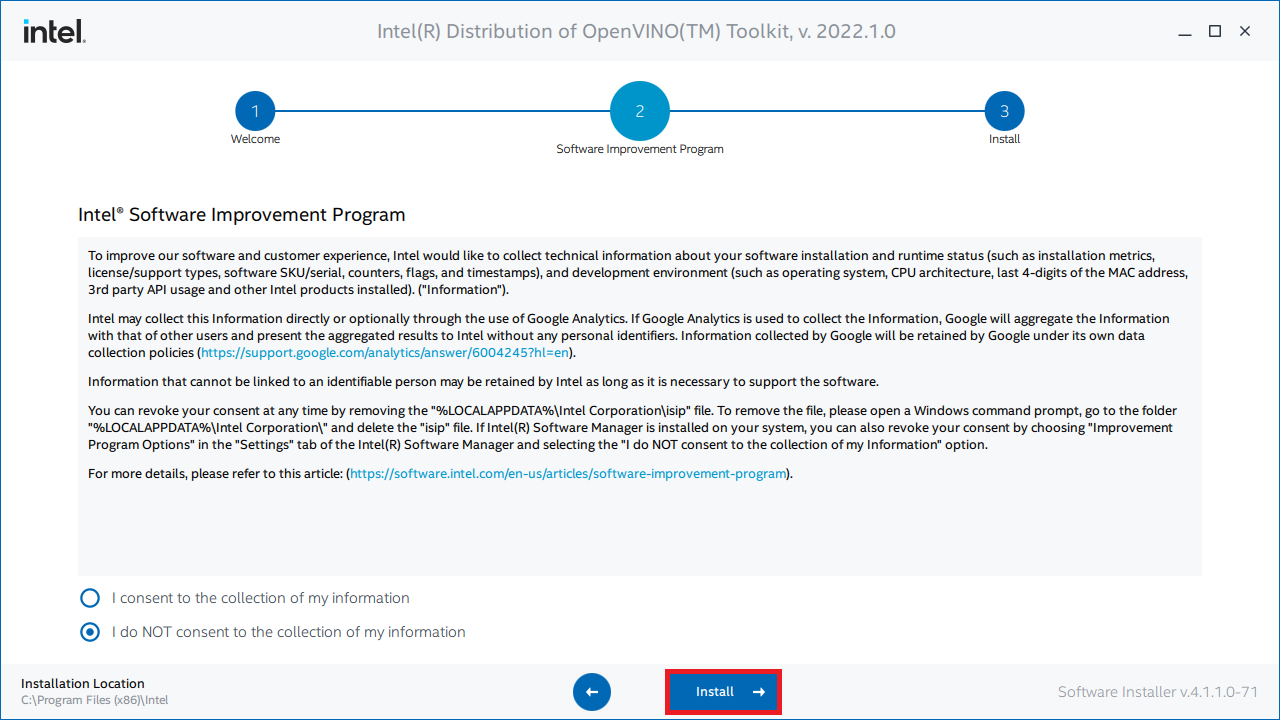 intel.
Intel(R) Distribution of OpenVINO(TM) Toolkit, v. 2022.1.0
1
2
3
Welcome
Software Improvement Program
Install
Intel® Software Improvement Program
To improve our software and customer experience, Intel would like to collect technical information about your software installation and runtime status (such as installation metrics,
license/support types, software SKU/serial, counters, flags, and timestamps), and development environment (such as operating system, CPU architecture, last 4-digits of the MAC address,
3rd party API usage and other Intel products installed). ("Information").
Intel may collect this Information directly or optionally through the use of Google Analytics. If Google Analytics is used to collect the Information, Google will aggregate the Information
with that of other users and present the aggregated results to Intel without any personal identifiers. Information collected by Google will be retained by Google under its own data
collection policies (https://support.google.com/analytics/answer/6004245?hl=en).
Information that cannot be linked to an identifiable person may be retained by Intel as long as it is necessary to support the software.
You can revoke your consent at any time by removing the "%LOCALAPPDATA%\Intel Corporation\isip" file. To remove the file, please open a Windows command prompt, go to the folder
"%LOCALAPPDATA%\Intel Corporation\" and delete the "isip" file. If Intel(R) Software Manager is installed on your system, you can also revoke your consent by choosing "Improvement
Program Options" in the "Settings" tab of the Intel(R) Software Manager and selecting the "I do NOT consent to the collection of my Information" option.
For more details, please refer to this article: (https://software.intel.com/en-us/articles/software-improvement-program).
I consent to the collection of my information
I do NOT consent to the collection of my information
Installation Location
C:\Program Files (x86)\Intel
Install
Software Installer v.4.1.1.0-71